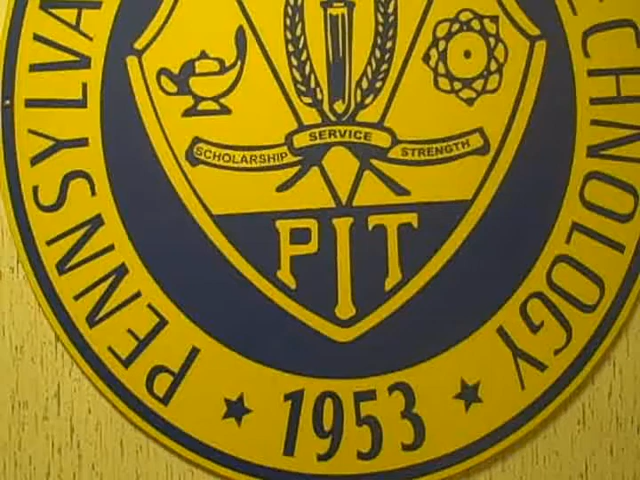 PENNSYLVA
CHNOLOGY
SCHOLARSHIP SERVICE STRENGTH
PIT
1953